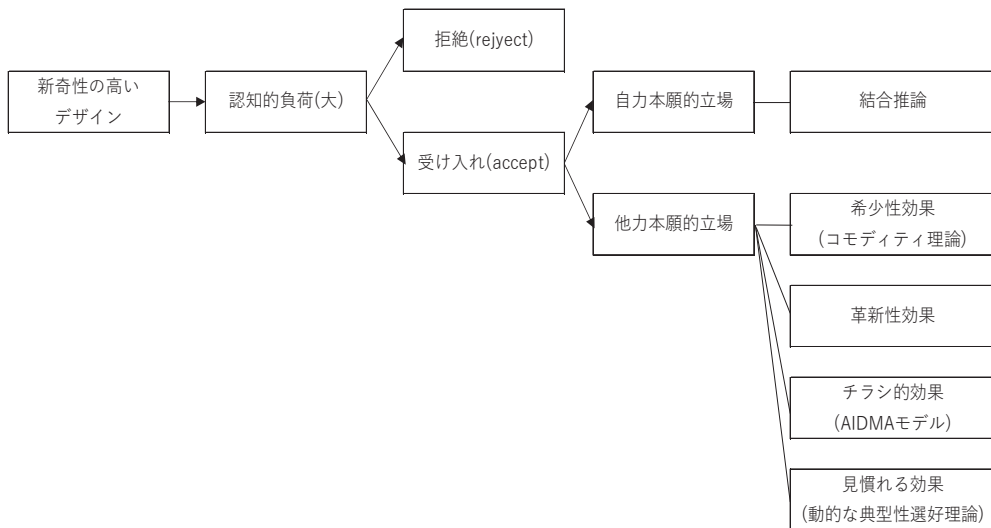 新奇性の高い
デザイン
認知的負荷(大)
拒絶(rejyect)
受け入れ(accept)
自力本願的立場
結合推論
他力本願的立場
希少性効果
(コモディティ理論)
革新性効果
チラシ的効果
(AIDMAモデル)
見慣れる効果
(動的な典型性選好理論)